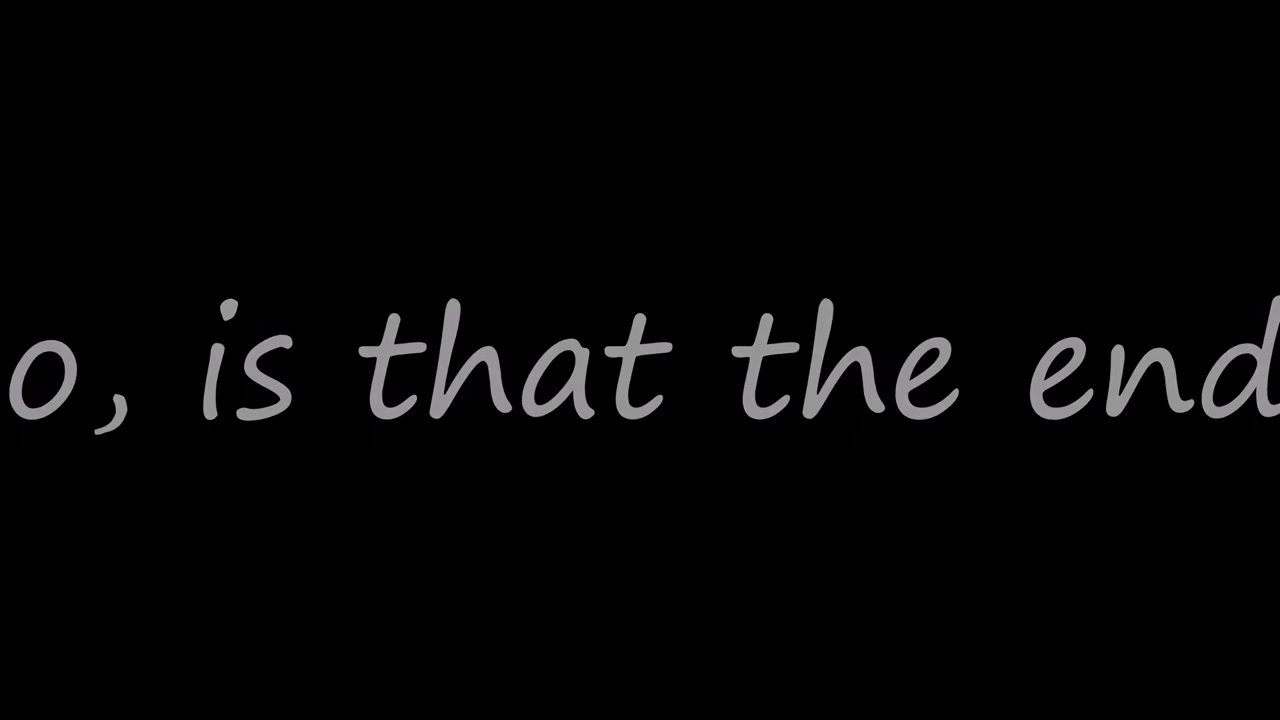 o, is that the end